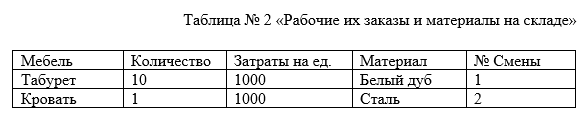 Таблица № 2 «Рабочие их заказы и материалы на складе»
Мебель Количество Затраты на ед. Материал № Смены
Табурет 10 1000 Белый дуб 1
Кровать 1 1000 Сталь 2